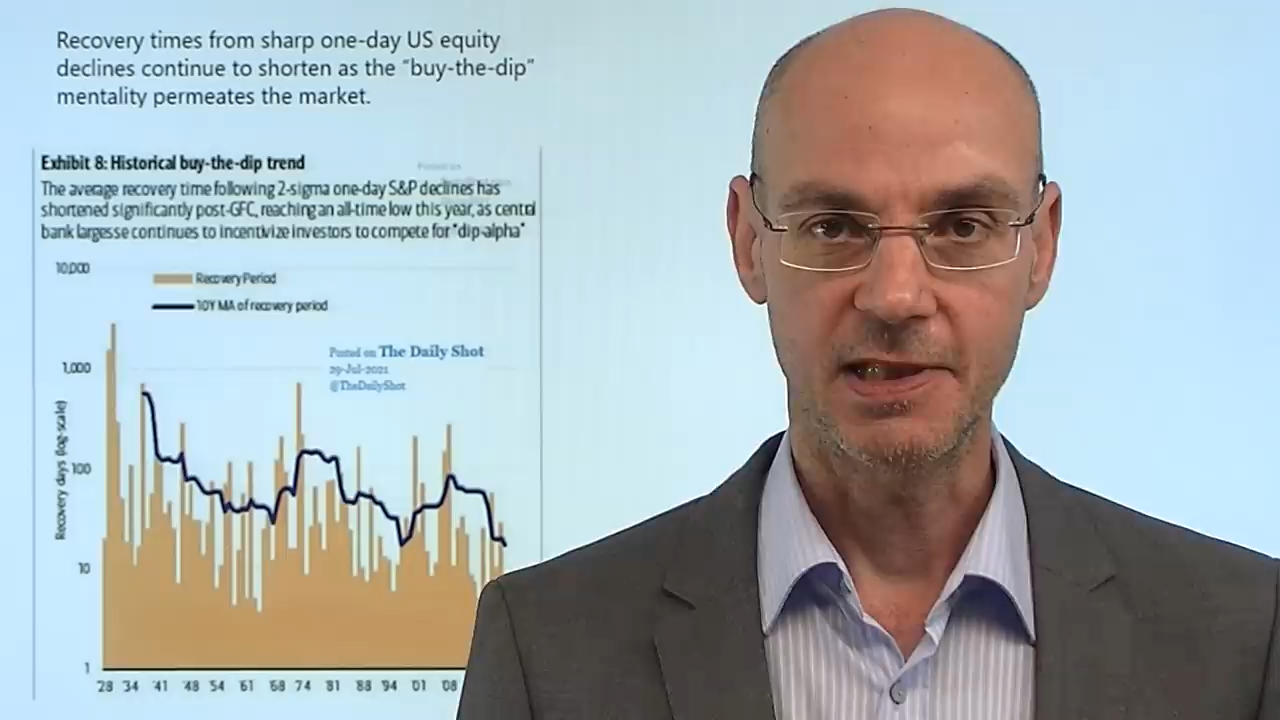 Recovery times from sharp one-day US equity
declines continue to shorten as the "buy-the-dip"
mentality permeates the market.
Exhibit 8: Historical buy-the-dip trend
The average recovery time following 2-sigma one-day S&P declines has
shortened significantly post-GFC, reaching an all-time low this year, as central
bank largesse continues to incentivize investors to compete for "dip-alpha"
10,000
Recovery Period
10Y MA of recovery period
Posted on The Daily Shot
29-Jul-2021
@TheDailyShot
1,000
Recovery days (log-scale)
100
10
1
28 '34 '41 '48 '54 '61 '68 '74 '81 '88 '94 '01 '08